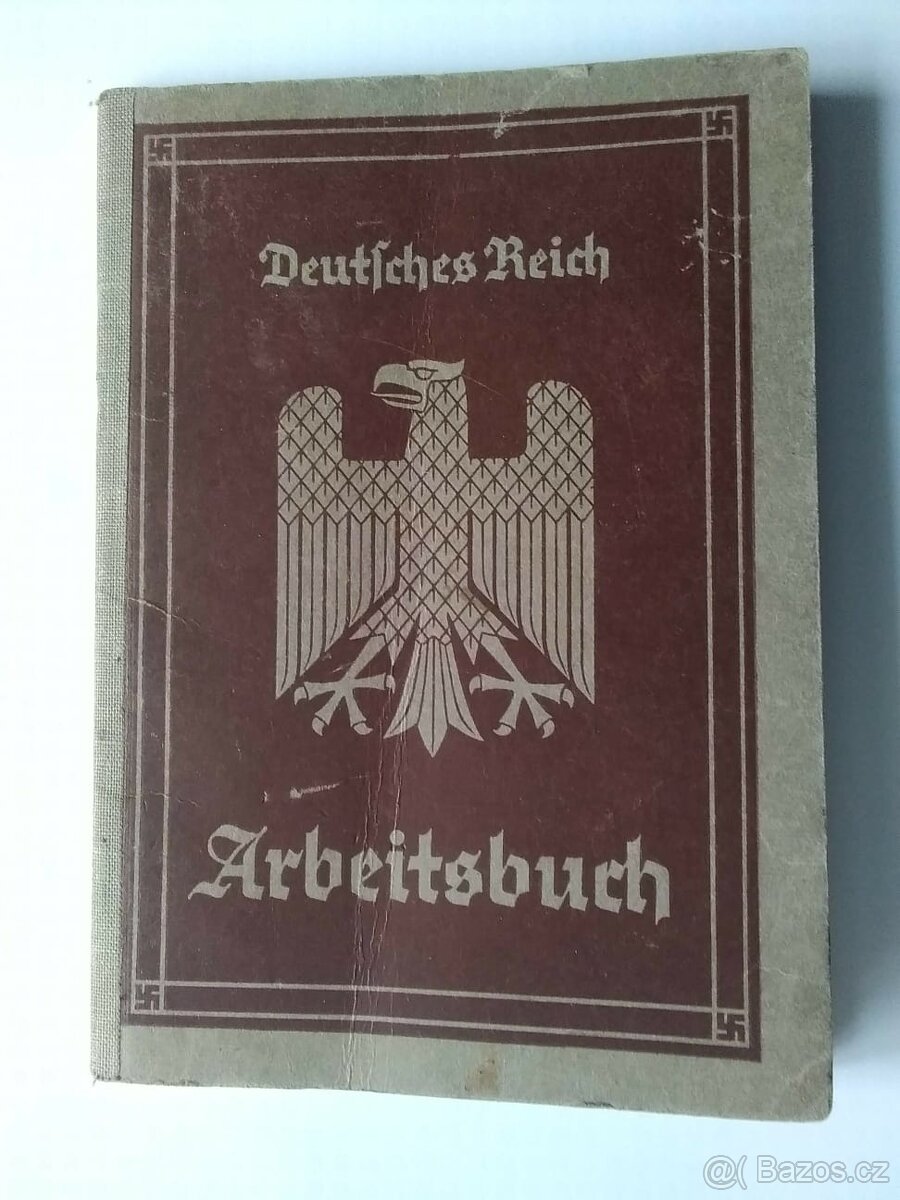 Deutſches Reich
Arbeitsbuch
@( Bazos.cz